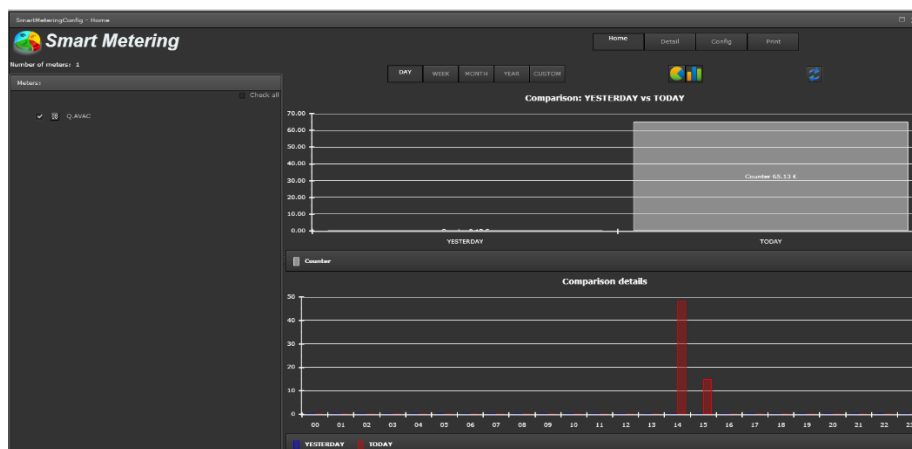 SmartMeteringConfig - Home
Smart Metering
Home Detail Config Print
Number of meters: 1
Meters:
Check all
Q.AVAC
DAY WEEK MONTH YEAR CUSTOM
Comparison: YESTERDAY vs TODAY
70.00
60.00
50.00
40.00
30.00
20.00
10.00
0.00
Counter 65.13 €
YESTERDAY TODAY
Counter
Comparison details
50
40
30
20
10
0
00 01 02 03 04 05 06 07 08 09 10 11 12 13 14 15 16 17 18 19 20 21 22
YESTERDAY TODAY